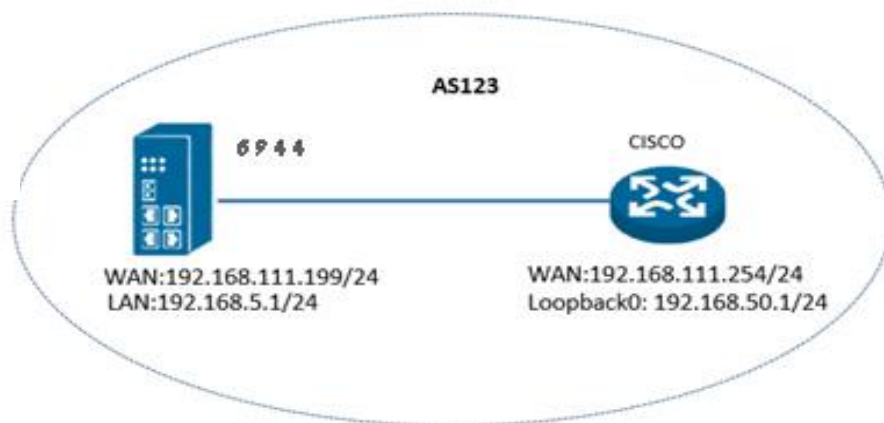 AS123
6944
CISCO
WAN:192.168.111.199/24
LAN:192.168.5.1/24
WAN:192.168.111.254/24
Loopback0: 192.168.50.1/24